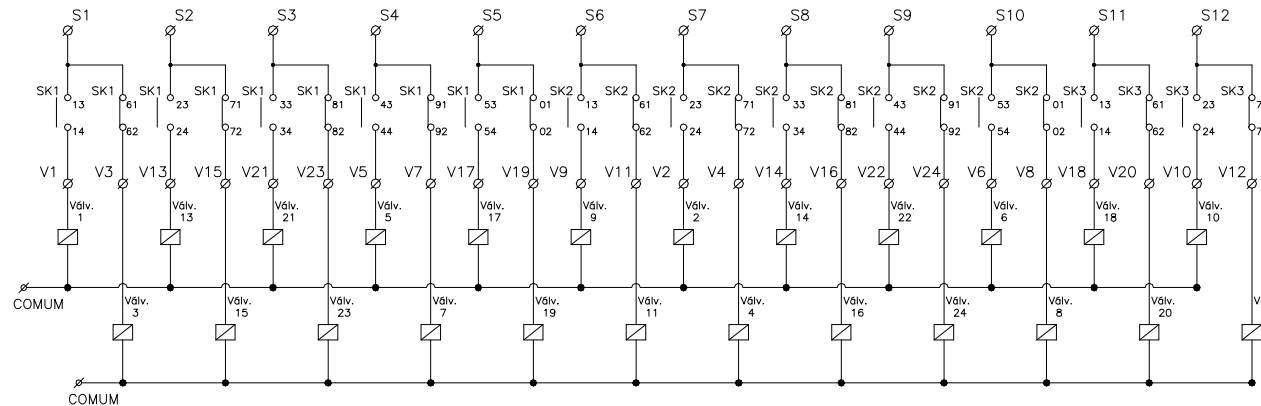 S1 S2 S3 S4 S5 S6 S7 S8 S9 S10 S11 S12
SK1 SK1 SK1 SK1 SK1 SK1 SK1 SK1 SK1 SK1 SK2 SK2 SK2 SK2 SK2 SK2 SK2 SK2 SK2 SK2 SK3 SK3 SK3 SK3
13 61 23 71 33 81 43 91 53 01 13 61 23 71 33 81 43 91 53 01 13 61 23 7
14 62 24 72 34 82 44 92 54 02 14 62 24 72 34 82 44 92 54 02 14 62 24 7
V1 V3 V13 V15 V21 V23 V5 V7 V17 V19 V9 V11 V2 V4 V14 V16 V22 V24 V6 V8 V18 V20 V10 V12
Válv. Válv. Válv. Válv. Válv. Válv. Válv. Válv. Válv. Válv. Válv. Válv.
1 13 21 5 17 9 2 14 22 6 18 10
COMUM
Válv. Válv. Válv. Válv. Válv. Válv. Válv. Válv. Válv. Válv. Válv.
3 15 23 7 19 11 4 16 24 8 20
COMUM